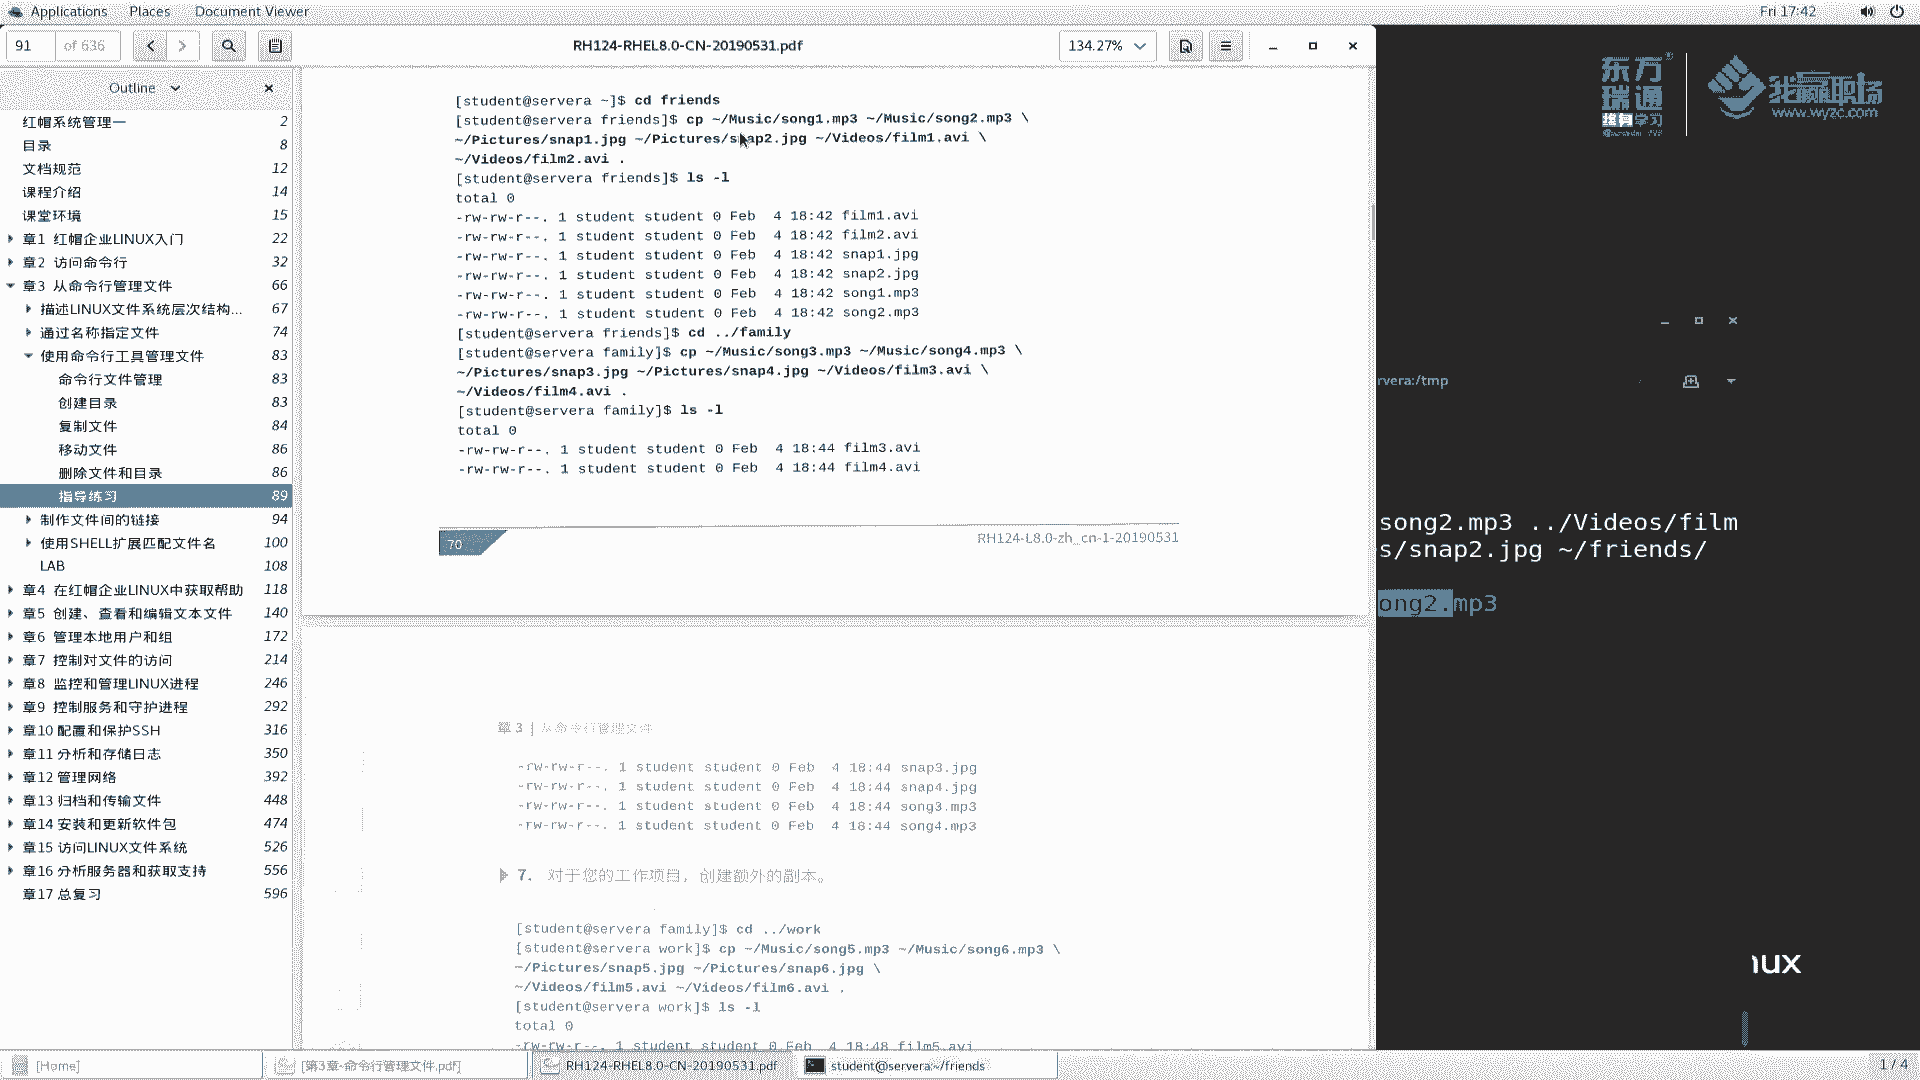 Applications Places Document Viewer Fri 17:42
91 of 636 RH124-RHEL8.0-CN-20190531.pdf 134.27%
Outline
红帽系统管理一 2
目录 8
文档规范 12
课程介绍 14
课堂环境 15
章1 红帽企业LINUX入门 22
章2 访问命令行 32
章3 从命令行管理文件 66
描述LINUX文件系统层次结构... 67
通过名称指定文件 74
使用命令行工具管理文件 83
命令行文件管理 83
创建目录 83
复制文件 84
移动文件 86
删除文件和目录 86
指导练习 89
制作文件间的链接 94
使用SHELL扩展匹配文件名 100
LAB 108
章4 在红帽企业LINUX中获取帮助 118
章5 创建、查看和编辑文本文件 140
章6 管理本地用户和组 172
章7 控制对文件的访问 214
章8 监控和管理LINUX进程 246
章9 控制服务和守护进程 292
章10 配置和保护SSH 316
章11 分析和存储日志 350
章12 管理网络 392
章13 归档和传输文件 448
章14 安装和更新软件包 474
章15 访问LINUX文件系统 526
章16 分析服务器和获取支持 556
章17 总复习 596
[student@servera ~]$ cd friends
[student@servera friends]$ cp ~/Music/song1.mp3 ~/Music/song2.mp3 \
~/Pictures/snap1.jpg ~/Pictures/snap2.jpg ~/Videos/film1.avi \
~/Videos/film2.avi .
[student@servera friends]$ ls -l
total 0
-rw-rw-r--. 1 student student 0 Feb 4 18:42 film1.avi
-rw-rw-r--. 1 student student 0 Feb 4 18:42 film2.avi
-rw-rw-r--. 1 student student 0 Feb 4 18:42 snap1.jpg
-rw-rw-r--. 1 student student 0 Feb 4 18:42 snap2.jpg
-rw-rw-r--. 1 student student 0 Feb 4 18:42 song1.mp3
-rw-rw-r--. 1 student student 0 Feb 4 18:42 song2.mp3
[student@servera friends]$ cd ../family
[student@servera family]$ cp ~/Music/song3.mp3 ~/Music/song4.mp3 \
~/Pictures/snap3.jpg ~/Pictures/snap4.jpg ~/Videos/film3.avi \
~/Videos/film4.avi .
[student@servera family]$ ls -l
total 0
-rw-rw-r--. 1 student student 0 Feb 4 18:44 film3.avi
-rw-rw-r--. 1 student student 0 Feb 4 18:44 film4.avi
70 RH124-L8.0-zh_cn-1-20190531
章 3 | 从命令行管理文件
-rw-rw-r--. 1 student student 0 Feb 4 18:44 snap3.jpg
-rw-rw-r--. 1 student student 0 Feb 4 18:44 snap4.jpg
-rw-rw-r--. 1 student student 0 Feb 4 18:44 song3.mp3
-rw-rw-r--. 1 student student 0 Feb 4 18:44 song4.mp3
7. 对于您的工作项目，创建额外的副本。
[student@servera family]$ cd ../work
[student@servera work]$ cp ~/Music/song5.mp3 ~/Music/song6.mp3 \
~/Pictures/snap5.jpg ~/Pictures/snap6.jpg \
~/Videos/film5.avi ~/Videos/film6.avi .
[student@servera work]$ ls -l
total 0
-rw-rw-r--. 1 student student 0 Feb 4 18:48 film5.avi
东方
瑞通
终身学习
我赢职场
www.wyzc.com
rvera:/tmp
song2.mp3 ../Videos/film
s/snap2.jpg ~/friends/
ong2.mp3
nux
[Home] [第3章-命令行管理文件.pdf] RH124-RHEL8.0-CN-20190531.pdf student@servera:~/friends 1 / 4